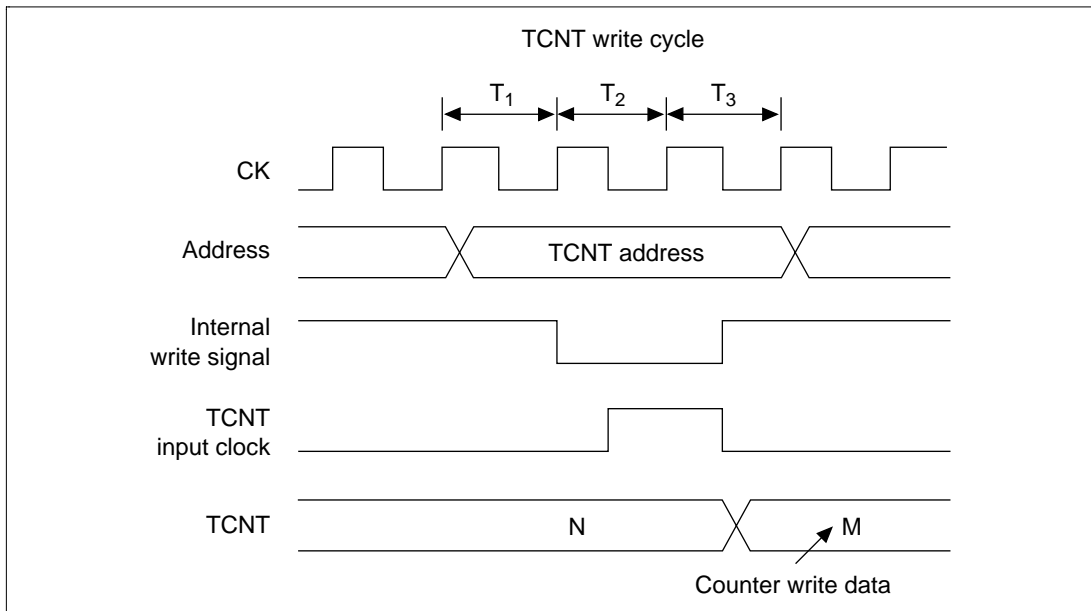 TCNT write cycle
T1 T2 T3
CK
Address
TCNT address
Internal
write signal
TCNT
input clock
TCNT
N
M
Counter write data